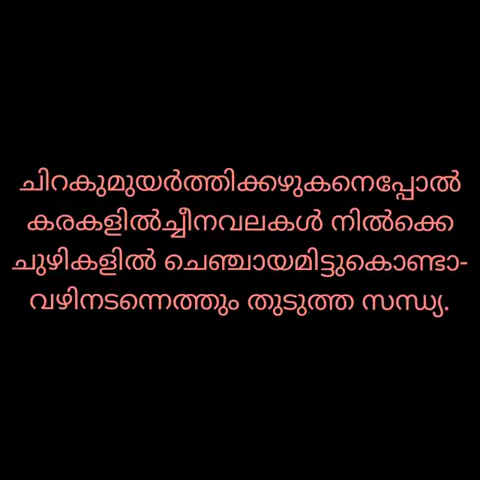 ചിറകുമുയർത്തിക്കഴുകനെപ്പോൽ
കരകളിൽച്ചീനവലകൾ നിൽക്കെ
ചുഴികളിൽ ചെഞ്ചായമിട്ടുകൊണ്ടാ-
വഴിനടന്നെത്തും തുടുത്ത സന്ധ്യ.